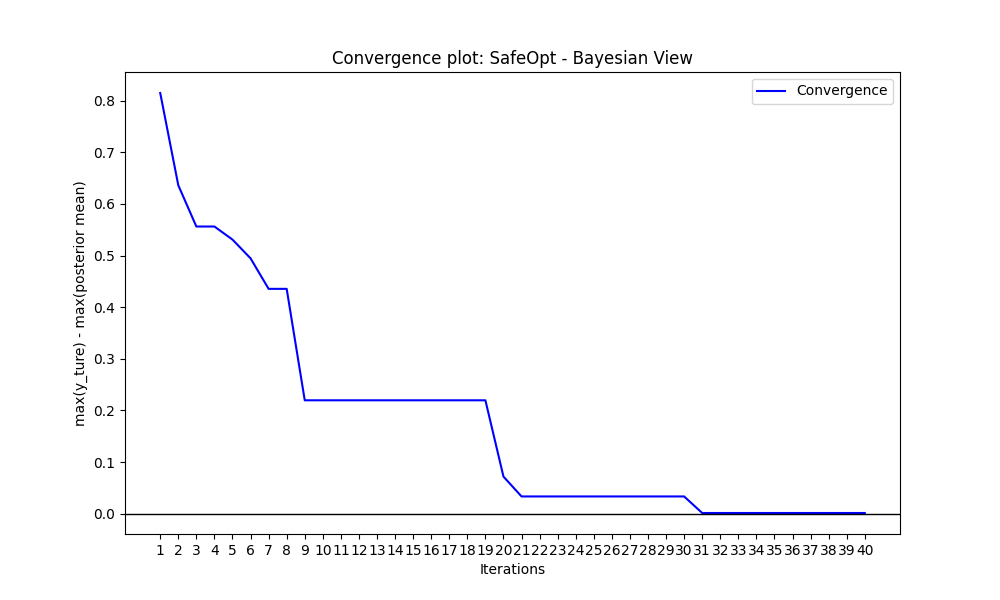 Convergence plot: SafeOpt - Bayesian View
Convergence
max(y_ture) - max(posterior mean)
0.8
0.7
0.6
0.5
0.4
0.3
0.2
0.1
0.0
1 2 3 4 5 6 7 8 9 10 11 12 13 14 15 16 17 18 19 20 21 22 23 24 25 26 27 28 29 30 31 32 33 34 35 36 37 38 39 40
Iterations